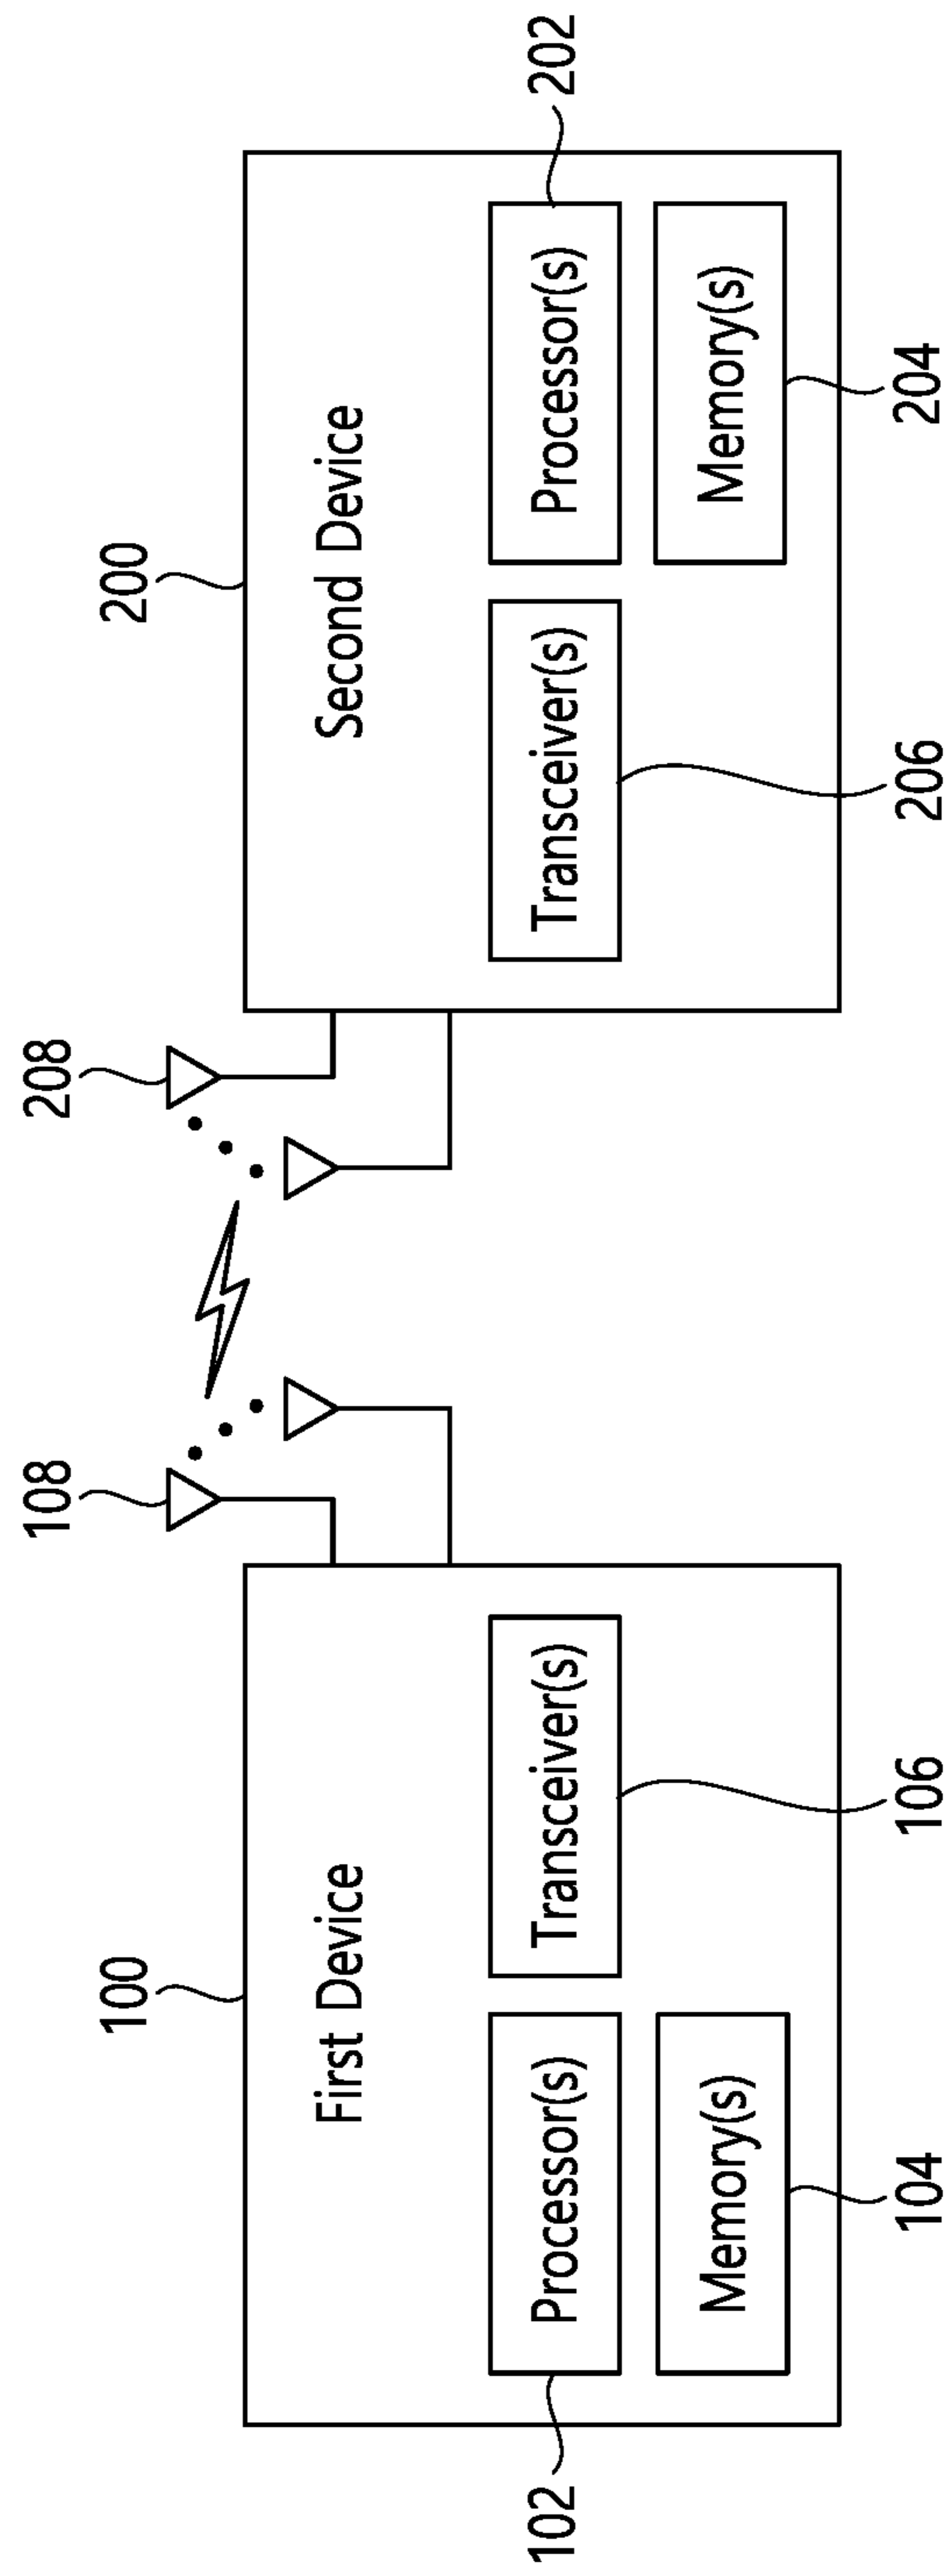 108
208
100
200
First Device
Second Device
102
Processor(s)
Transceiver(s)
Transceiver(s)
Processor(s)
202
Memory(s)
Memory(s)
104
106
206
204